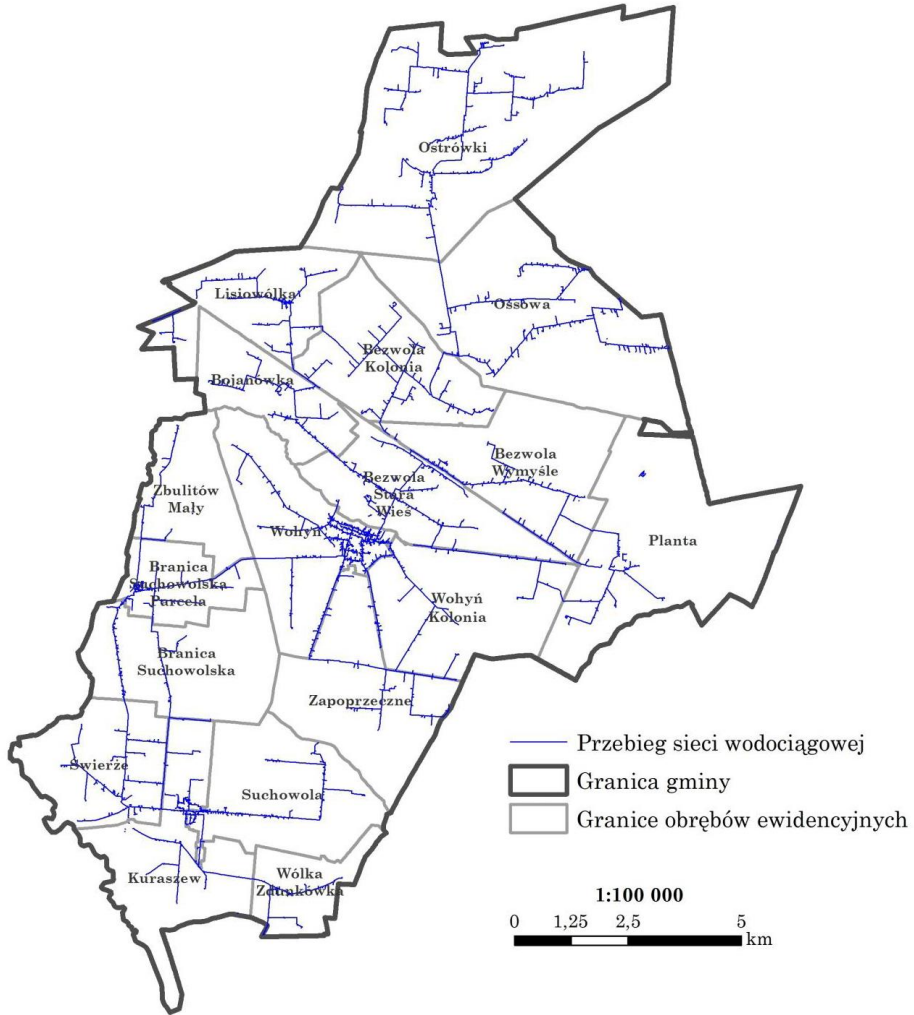 Ostrówki
Lisiowólka
Ossowa
Bezwola
Kolonia
Bojanówka
Bezwola
Wymyśle
Bezwola
Stara
Wieś
Zbulitów
Mały
Wohyń
Planta
Branica
Suchowolska
Purcela
Wohyń
Kolonia
Branica
Suchowolska
Zapoprzeczne
Świerże
Suchowola
Kuraszew
Wólka
Zdunkówka
Przebieg sieci wodociągowej
Granica gminy
Granice obrębów ewidencyjnych
1:100 000
0 1,25 2,5 5
km